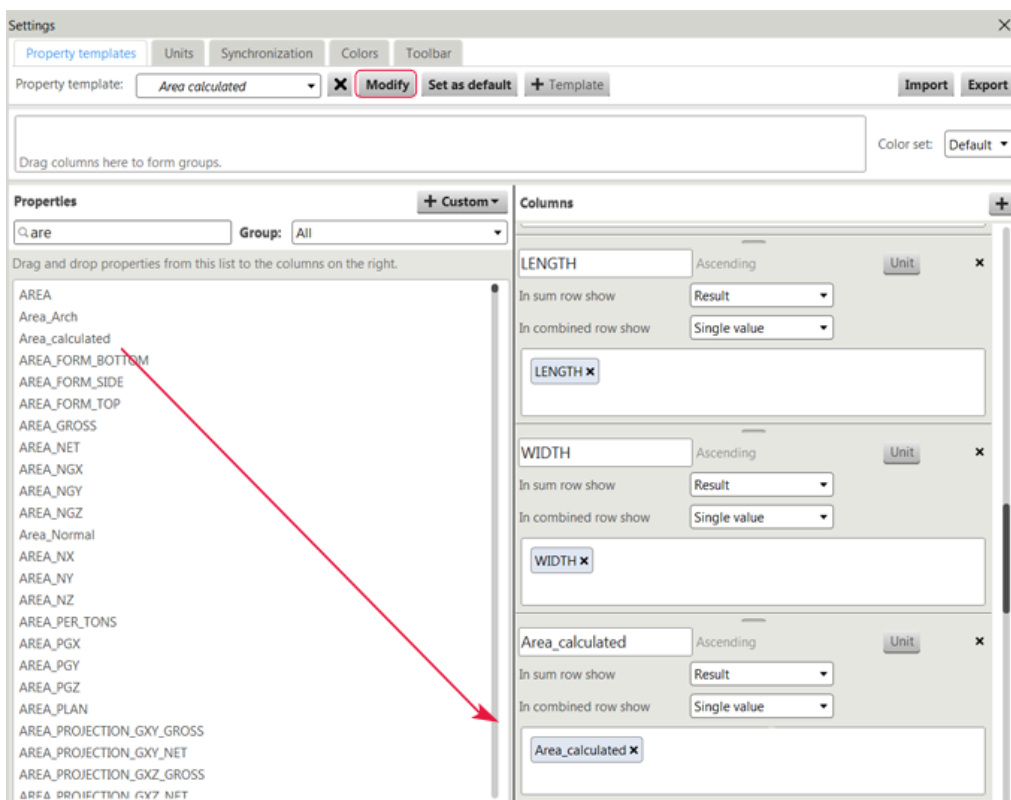 Settings
Property templates Units Synchronization Colors Toolbar
Property template: Area calculated Modify Set as default + Template Import Export
Drag columns here to form groups.
Color set: Default
Properties + Custom
are Group: All
Drag and drop properties from this list to the columns on the right.
AREA
Area_Arch
Area_calculated
AREA_FORM_BOTTOM
AREA_FORM_SIDE
AREA_FORM_TOP
AREA_GROSS
AREA_NET
AREA_NGX
AREA_NGY
AREA_NGZ
Area_Normal
AREA_NX
AREA_NY
AREA_NZ
AREA_PER_TONS
AREA_PGX
AREA_PGY
AREA_PGZ
AREA_PLAN
AREA_PROJECTION_GXY_GROSS
AREA_PROJECTION_GXY_NET
AREA_PROJECTION_GXZ_GROSS
AREA_PROJECTION_GXZ_NET
Columns +
LENGTH Ascending Unit
In sum row show Result
In combined row show Single value
LENGTH
WIDTH Ascending Unit
In sum row show Result
In combined row show Single value
WIDTH
Area_calculated Ascending Unit
In sum row show Result
In combined row show Single value
Area_calculated